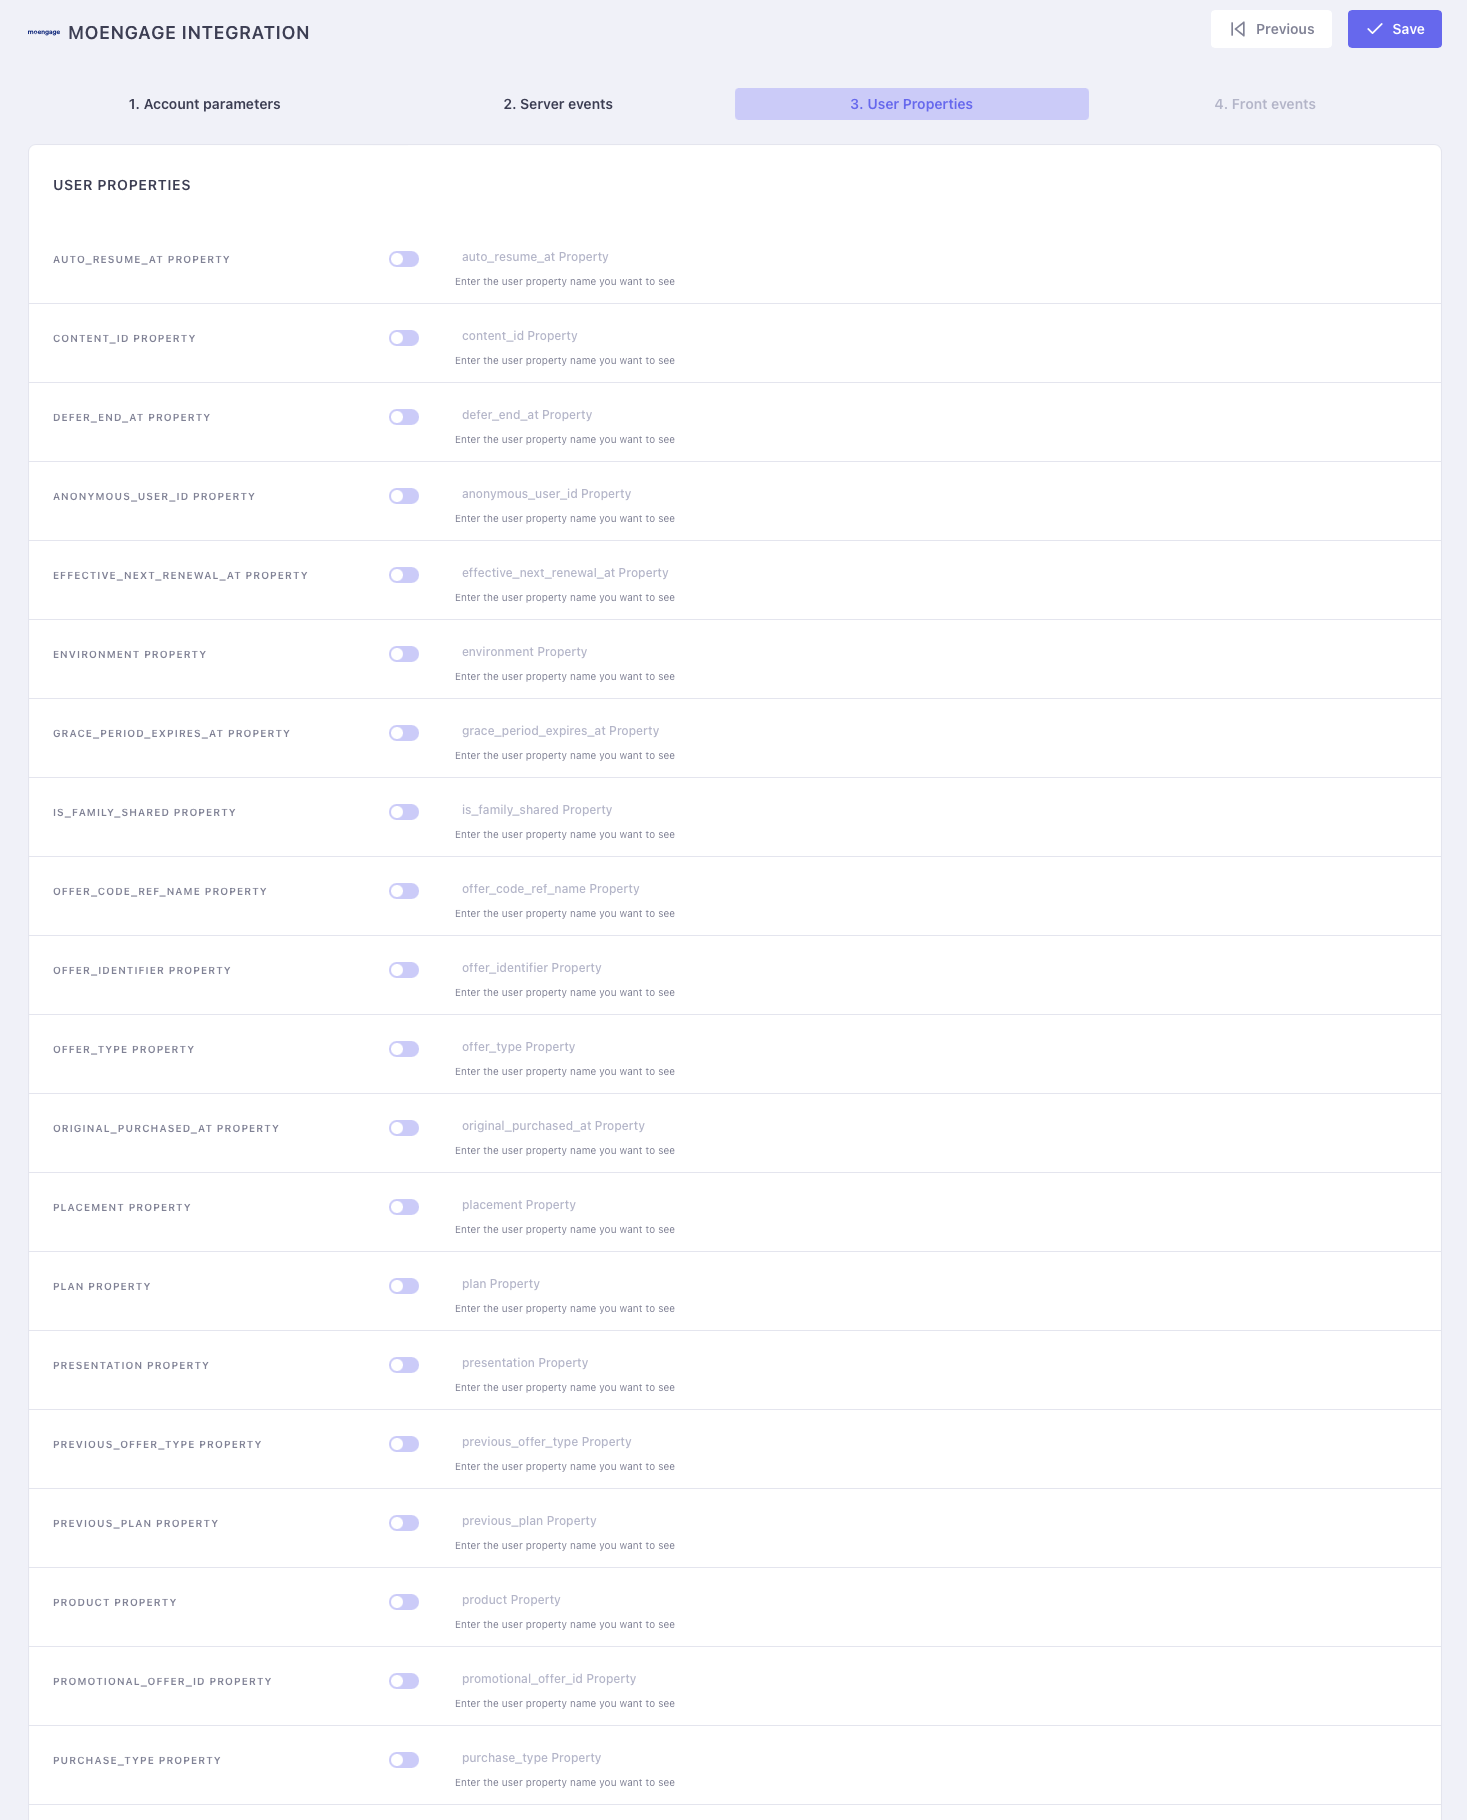 moengage MOENGAGE INTEGRATION
Previous
Save
1. Account parameters
2. Server events
3. User Properties
4. Front events
USER PROPERTIES
AUTO_RESUME_AT PROPERTY
auto_resume_at Property
Enter the user property name you want to see
CONTENT_ID PROPERTY
content_id Property
Enter the user property name you want to see
DEFER_END_AT PROPERTY
defer_end_at Property
Enter the user property name you want to see
ANONYMOUS_USER_ID PROPERTY
anonymous_user_id Property
Enter the user property name you want to see
EFFECTIVE_NEXT_RENEWAL_AT PROPERTY
effective_next_renewal_at Property
Enter the user property name you want to see
ENVIRONMENT PROPERTY
environment Property
Enter the user property name you want to see
GRACE_PERIOD_EXPIRES_AT PROPERTY
grace_period_expires_at Property
Enter the user property name you want to see
IS_FAMILY_SHARED PROPERTY
is_family_shared Property
Enter the user property name you want to see
OFFER_CODE_REF_NAME PROPERTY
offer_code_ref_name Property
Enter the user property name you want to see
OFFER_IDENTIFIER PROPERTY
offer_identifier Property
Enter the user property name you want to see
OFFER_TYPE PROPERTY
offer_type Property
Enter the user property name you want to see
ORIGINAL_PURCHASED_AT PROPERTY
original_purchased_at Property
Enter the user property name you want to see
PLACEMENT PROPERTY
placement Property
Enter the user property name you want to see
PLAN PROPERTY
plan Property
Enter the user property name you want to see
PRESENTATION PROPERTY
presentation Property
Enter the user property name you want to see
PREVIOUS_OFFER_TYPE PROPERTY
previous_offer_type Property
Enter the user property name you want to see
PREVIOUS_PLAN PROPERTY
previous_plan Property
Enter the user property name you want to see
PRODUCT PROPERTY
product Property
Enter the user property name you want to see
PROMOTIONAL_OFFER_ID PROPERTY
promotional_offer_id Property
Enter the user property name you want to see
PURCHASE_TYPE PROPERTY
purchase_type Property
Enter the user property name you want to see